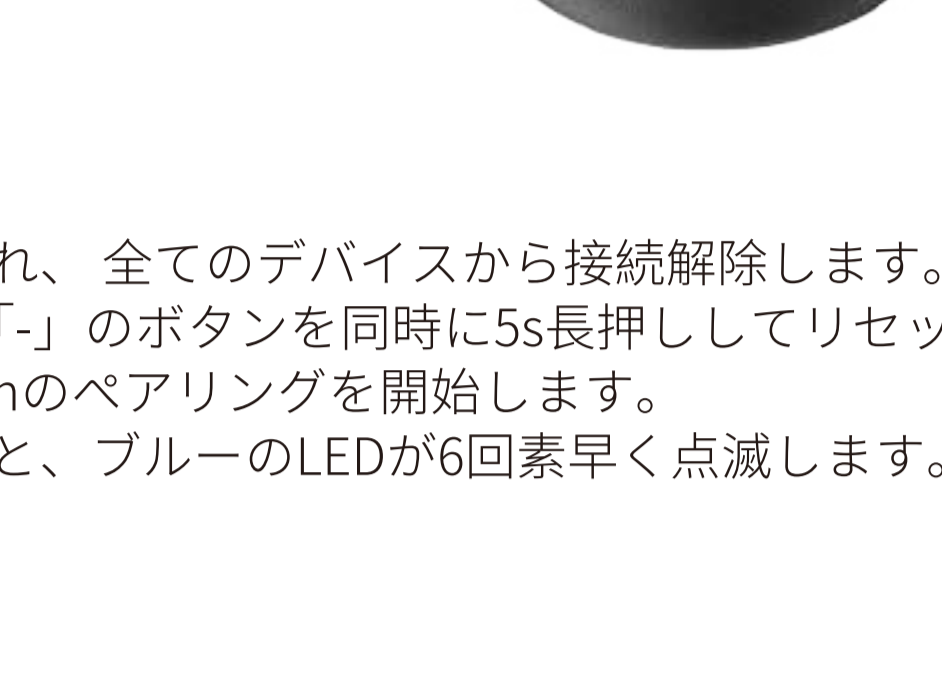 れ、 全てのデバイスから接続解除します。
「-」のボタンを同時に5s長押ししてリセッ
のペアリングを開始します。
と、ブルーのLEDが6回素早く点滅します。